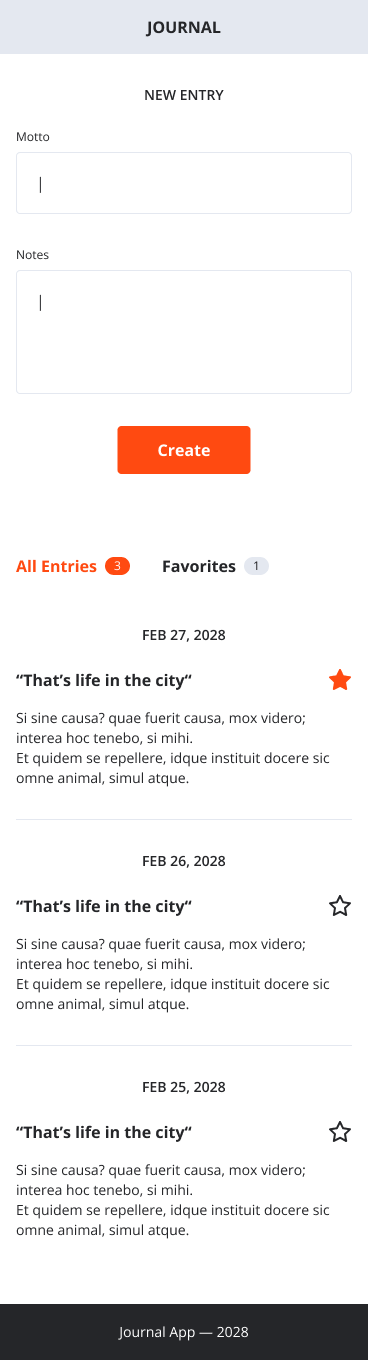 JOURNAL
NEW ENTRY
Motto
Notes
Create
All Entries 3 Favorites 1
FEB 27, 2028
“That’s life in the city“
Si sine causa? quae fuerit causa, mox videro;
interea hoc tenebo, si mihi.
Et quidem se repellere, idque instituit docere sic
omne animal, simul atque.
FEB 26, 2028
“That’s life in the city“
Si sine causa? quae fuerit causa, mox videro;
interea hoc tenebo, si mihi.
Et quidem se repellere, idque instituit docere sic
omne animal, simul atque.
FEB 25, 2028
“That’s life in the city“
Si sine causa? quae fuerit causa, mox videro;
interea hoc tenebo, si mihi.
Et quidem se repellere, idque instituit docere sic
omne animal, simul atque.
Journal App — 2028